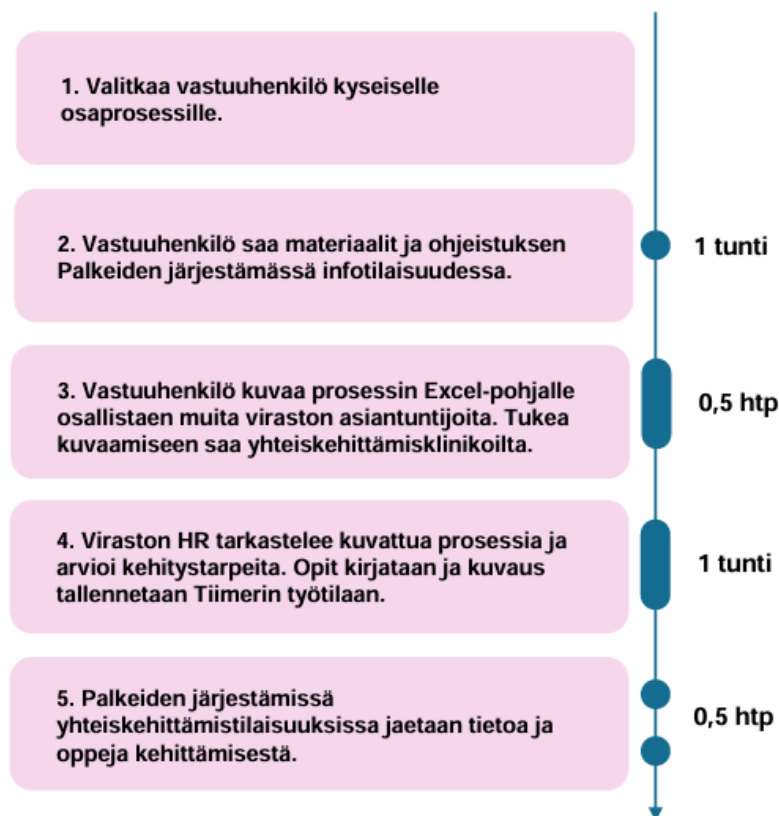 1. Valitkaa vastuuhenkilö kyseiselle
osaprosessille.
2. Vastuuhenkilö saa materiaalit ja ohjeistuksen
Palkeiden järjestämässä infotilaisuudessa.
1 tunti
3. Vastuuhenkilö kuvaa prosessin Excel-pohjalle
osallistaen muita viraston asiantuntijoita. Tukea
kuvaamiseen saa yhteiskehittämisklinikoilta.
0,5 htp
4. Viraston HR tarkastelee kuvattua prosessia ja
arvioi kehitystarpeita. Opit kirjataan ja kuvaus
tallennetaan Tiimerin työtilaan.
1 tunti
5. Palkeiden järjestämissä
yhteiskehittämistilaisuuksissa jaetaan tietoa ja
oppeja kehittämisestä.
0,5 htp